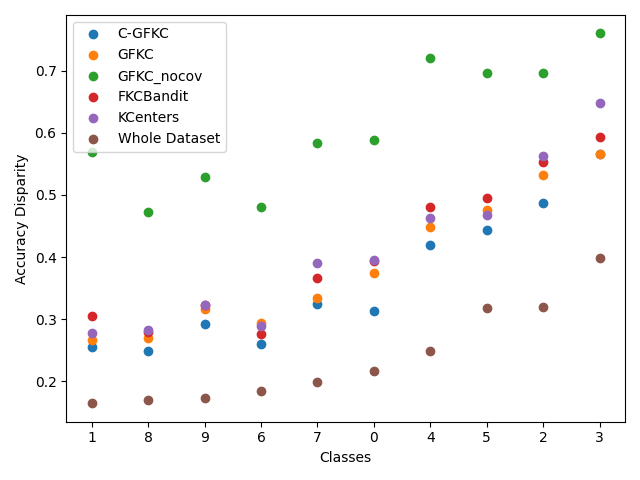 C-GFKC
GFKC
GFKC_nocov
FKCBandit
KCenters
Whole Dataset
0.7
0.6
0.5
0.4
0.3
0.2
Accuracy Disparity
1 8 9 6 7 0 4 5 2 3
Classes